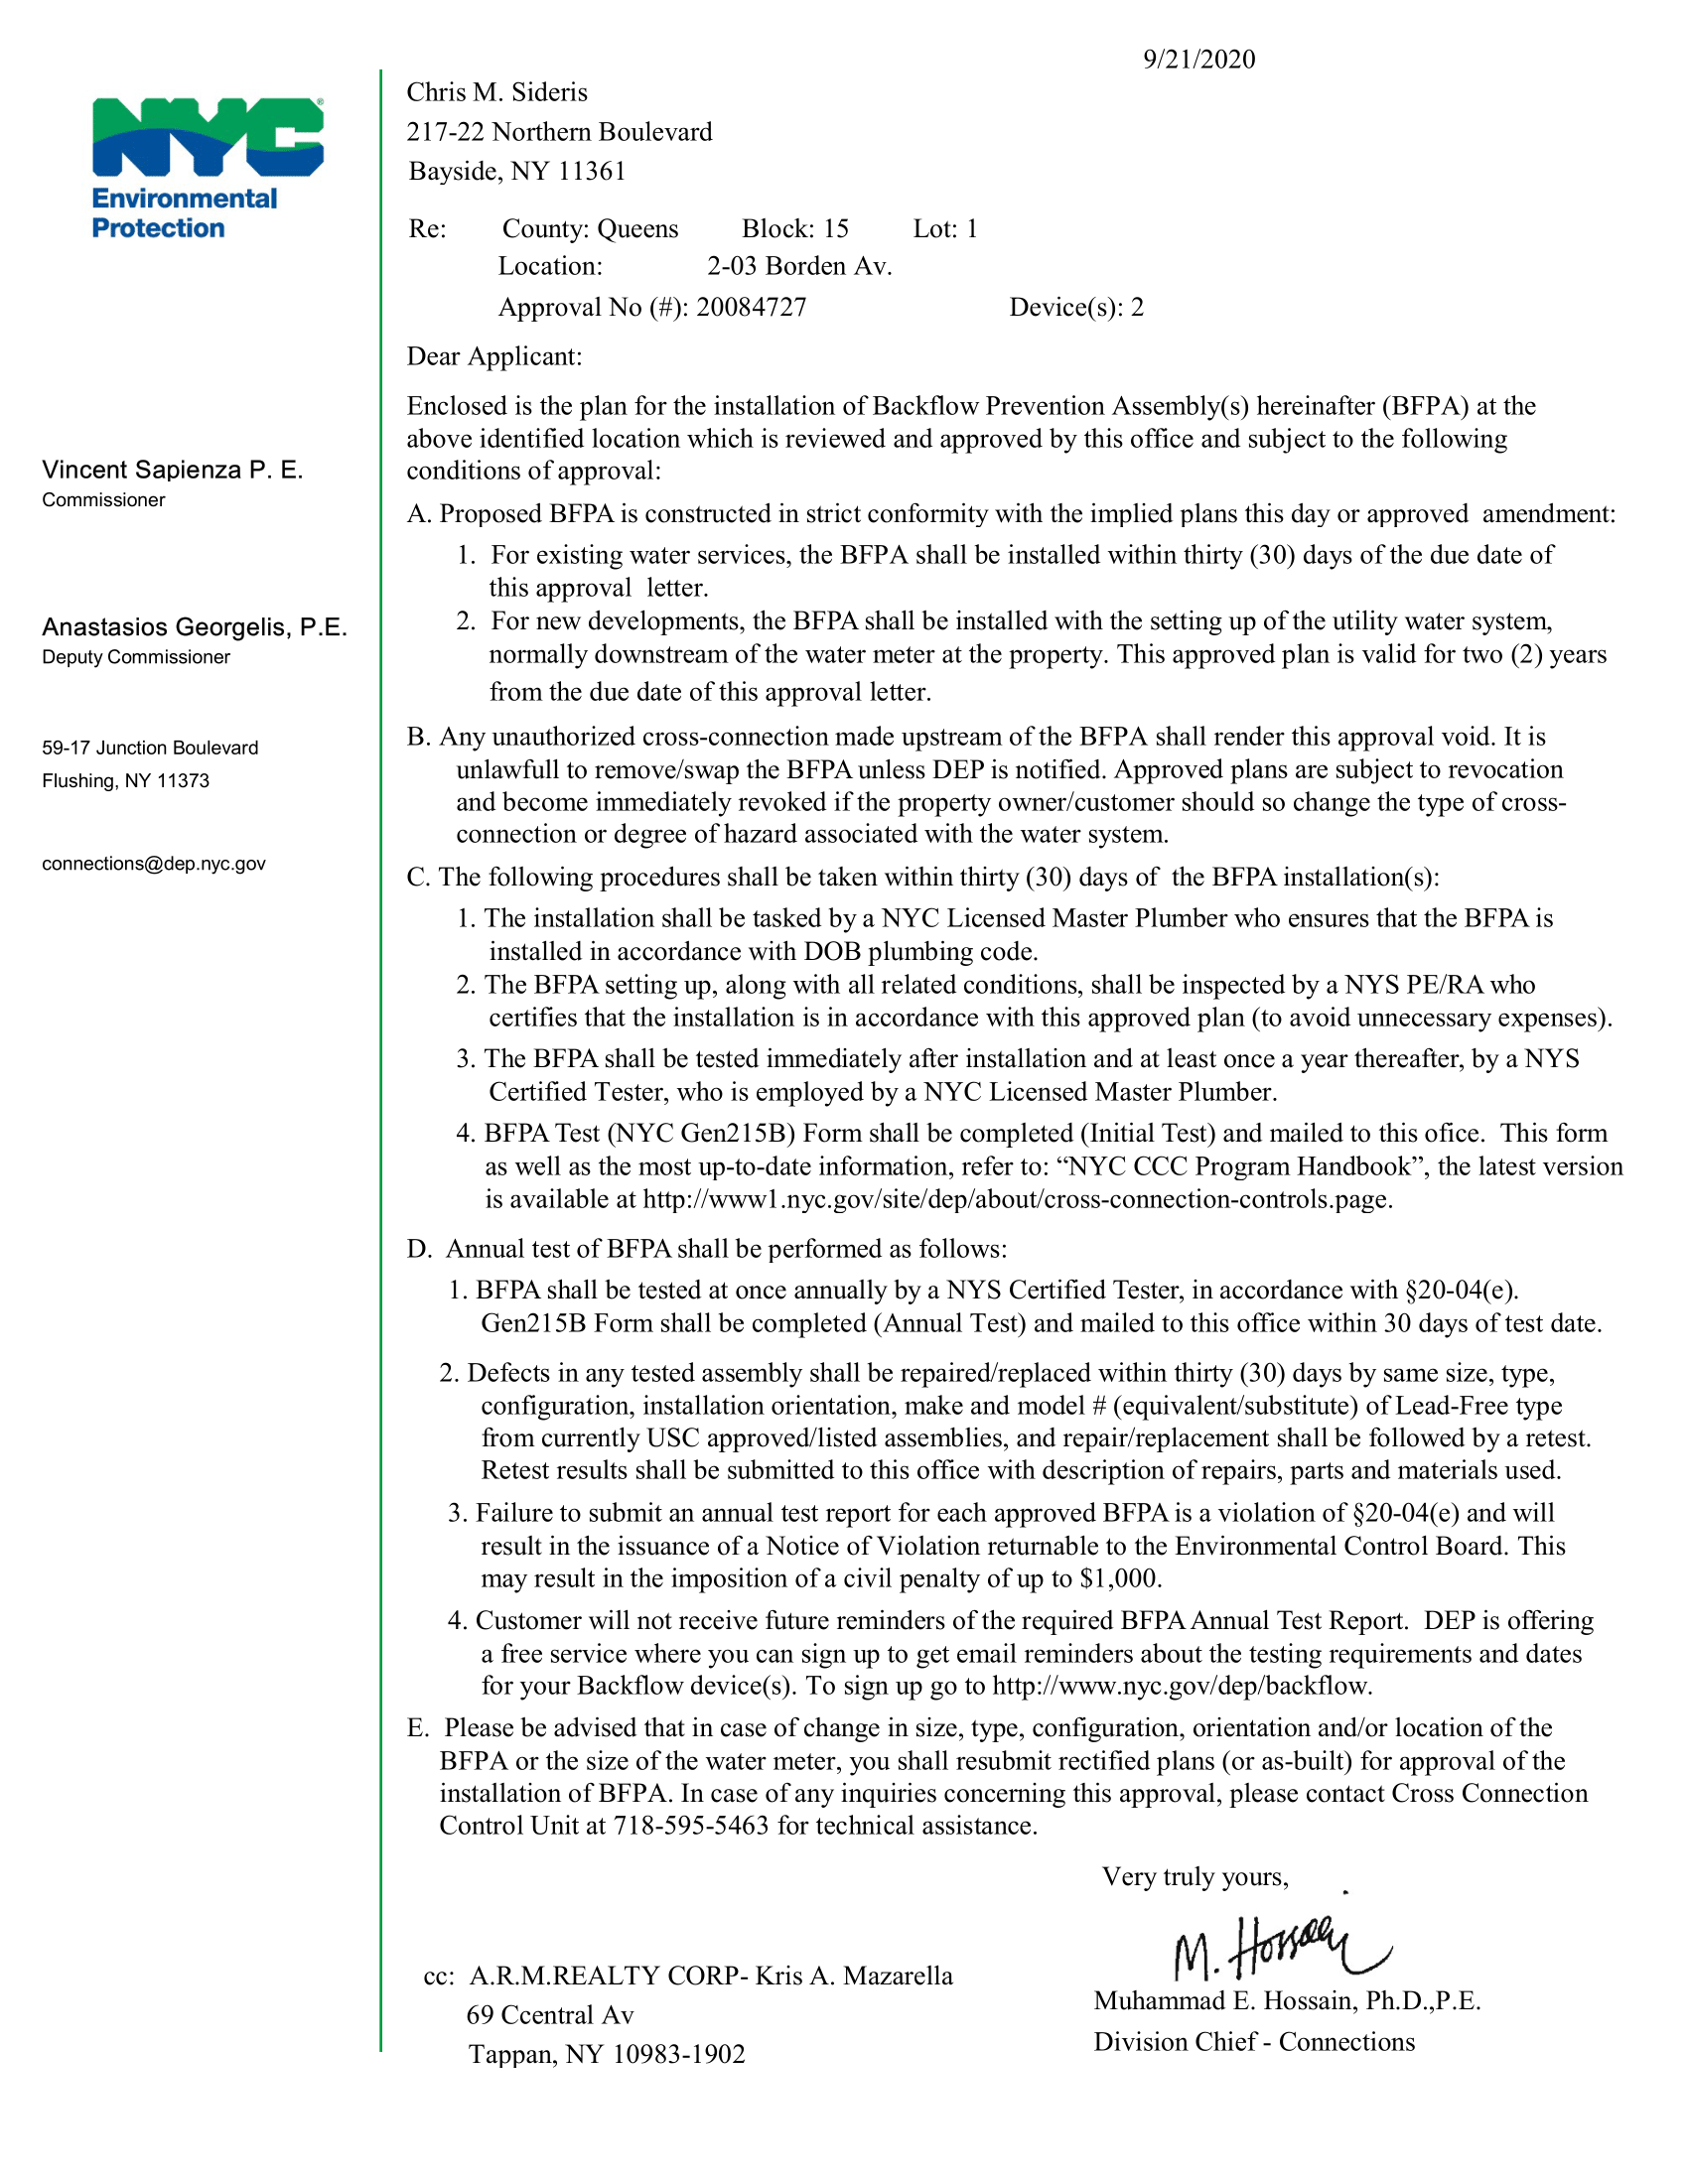 9/21/2020
NYC®
Environmental
Protection
Vincent Sapienza P. E.
Commissioner
Anastasios Georgelis, P.E.
Deputy Commissioner
59-17 Junction Boulevard
Flushing, NY 11373
connections@dep.nyc.gov
Chris M. Sideris
217-22 Northern Boulevard
Bayside, NY 11361
Re: County: Queens Block: 15 Lot: 1
Location: 2-03 Borden Av.
Approval No (#): 20084727 Device(s): 2
Dear Applicant:
Enclosed is the plan for the installation of Backflow Prevention Assembly(s) hereinafter (BFPA) at the
above identified location which is reviewed and approved by this office and subject to the following
conditions of approval:
A. Proposed BFPA is constructed in strict conformity with the implied plans this day or approved amendment:
1. For existing water services, the BFPA shall be installed within thirty (30) days of the due date of
this approval letter.
2. For new developments, the BFPA shall be installed with the setting up of the utility water system,
normally downstream of the water meter at the property. This approved plan is valid for two (2) years
from the due date of this approval letter.
B. Any unauthorized cross-connection made upstream of the BFPA shall render this approval void. It is
unlawfull to remove/swap the BFPA unless DEP is notified. Approved plans are subject to revocation
and become immediately revoked if the property owner/customer should so change the type of cross-
connection or degree of hazard associated with the water system.
C. The following procedures shall be taken within thirty (30) days of the BFPA installation(s):
1. The installation shall be tasked by a NYC Licensed Master Plumber who ensures that the BFPA is
installed in accordance with DOB plumbing code.
2. The BFPA setting up, along with all related conditions, shall be inspected by a NYS PE/RA who
certifies that the installation is in accordance with this approved plan (to avoid unnecessary expenses).
3. The BFPA shall be tested immediately after installation and at least once a year thereafter, by a NYS
Certified Tester, who is employed by a NYC Licensed Master Plumber.
4. BFPA Test (NYC Gen215B) Form shall be completed (Initial Test) and mailed to this ofice. This form
as well as the most up-to-date information, refer to: “NYC CCC Program Handbook”, the latest version
is available at http://www1.nyc.gov/site/dep/about/cross-connection-controls.page.
D. Annual test of BFPA shall be performed as follows:
1. BFPA shall be tested at once annually by a NYS Certified Tester, in accordance with §20-04(e).
Gen215B Form shall be completed (Annual Test) and mailed to this office within 30 days of test date.
2. Defects in any tested assembly shall be repaired/replaced within thirty (30) days by same size, type,
configuration, installation orientation, make and model # (equivalent/substitute) of Lead-Free type
from currently USC approved/listed assemblies, and repair/replacement shall be followed by a retest.
Retest results shall be submitted to this office with description of repairs, parts and materials used.
3. Failure to submit an annual test report for each approved BFPA is a violation of §20-04(e) and will
result in the issuance of a Notice of Violation returnable to the Environmental Control Board. This
may result in the imposition of a civil penalty of up to $1,000.
4. Customer will not receive future reminders of the required BFPA Annual Test Report. DEP is offering
a free service where you can sign up to get email reminders about the testing requirements and dates
for your Backflow device(s). To sign up go to http://www.nyc.gov/dep/backflow.
E. Please be advised that in case of change in size, type, configuration, orientation and/or location of the
BFPA or the size of the water meter, you shall resubmit rectified plans (or as-built) for approval of the
installation of BFPA. In case of any inquiries concerning this approval, please contact Cross Connection
Control Unit at 718-595-5463 for technical assistance.
Very truly yours,
M. Hossain
Muhammad E. Hossain, Ph.D.,P.E.
Division Chief - Connections
cc: A.R.M.REALTY CORP- Kris A. Mazarella
69 Ccentral Av
Tappan, NY 10983-1902